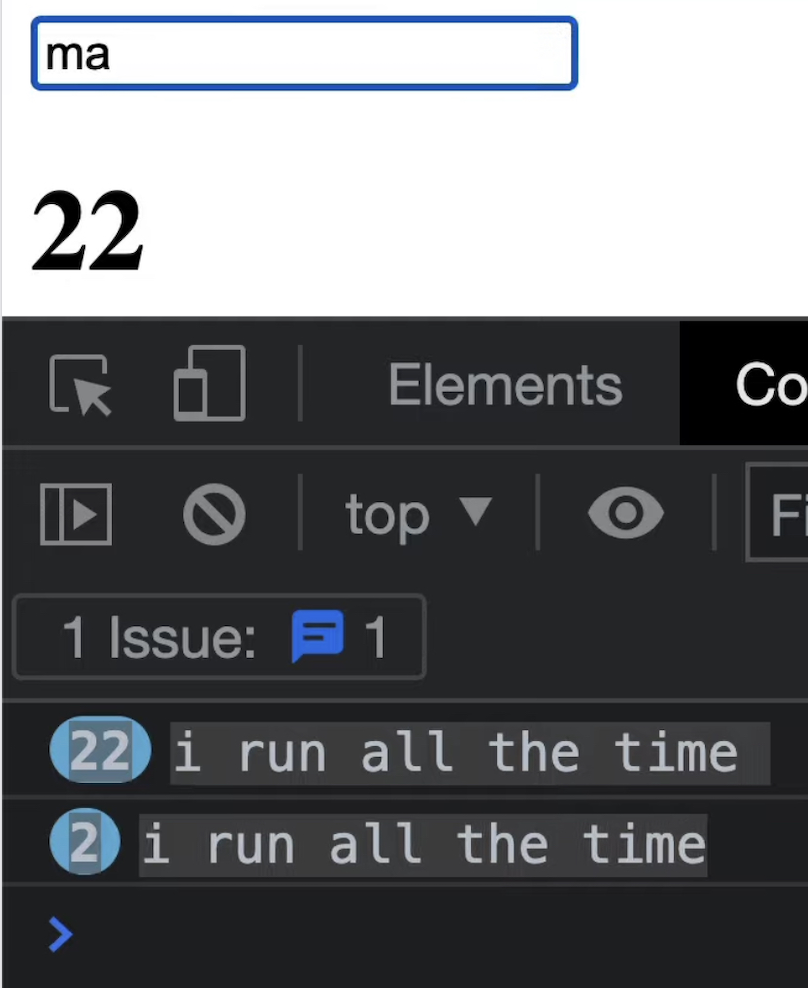 ma
22
Elements Co
top Fi
1 Issue: 1
22 i run all the time
2 i run all the time